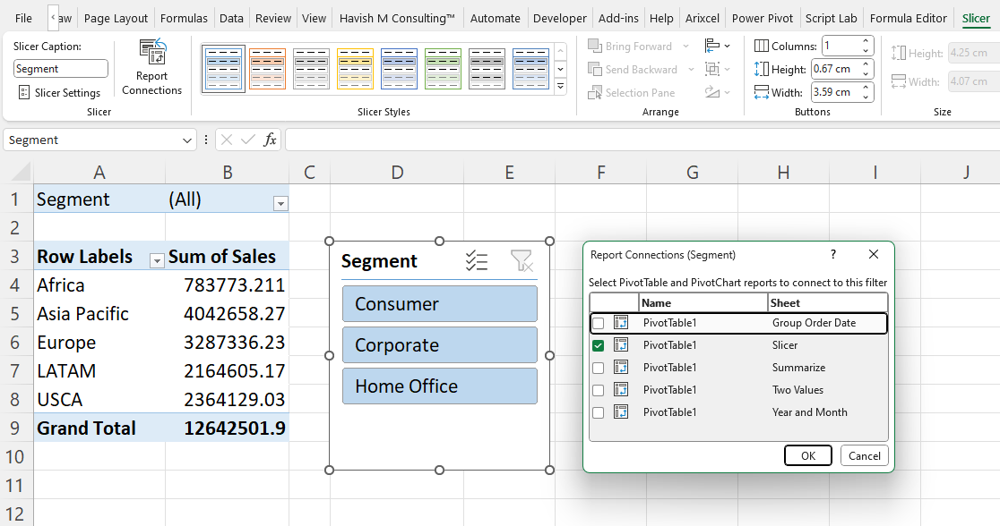 File aw Page Layout Formulas Data Review View Havish M Consulting™ Automate Developer Add-ins Help Arixcel Power Pivot Script Lab Formula Editor Slicer
Slicer Caption:
Segment
Slicer Settings
Report
Connections
Slicer
Slicer Styles
Bring Forward
Send Backward
Selection Pane
Arrange
Columns: 1
Height: 0.67 cm
Width: 3.59 cm
Buttons
Height: 4.25 cm
Width: 4.07 cm
Size
Segment fx
A B C D E F G H I J
1 Segment (All)
2
3 Row Labels Sum of Sales
4 Africa 783773.211
5 Asia Pacific 4042658.27
6 Europe 3287336.23
7 LATAM 2164605.17
8 USCA 2364129.03
9 Grand Total 12642501.9
10
11
12
Segment
Consumer
Corporate
Home Office
Report Connections (Segment) ?
Select PivotTable and PivotChart reports to connect to this filter
Name Sheet
PivotTable1 Group Order Date
PivotTable1 Slicer
PivotTable1 Summarize
PivotTable1 Two Values
PivotTable1 Year and Month
OK Cancel